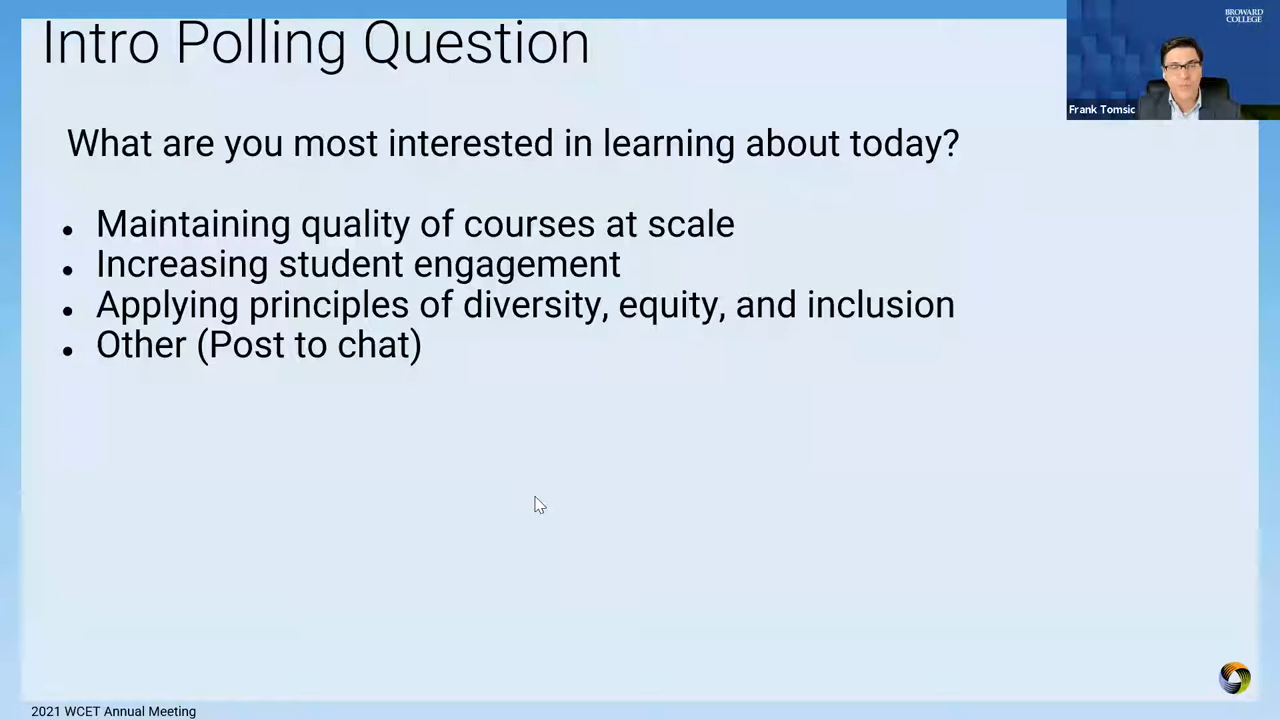 Intro Polling Question
BROWARD
COLLEGE
Frank Tomsic
What are you most interested in learning about today?
Maintaining quality of courses at scale
Increasing student engagement
Applying principles of diversity, equity, and inclusion
Other (Post to chat)
2021 WCET Annual Meeting